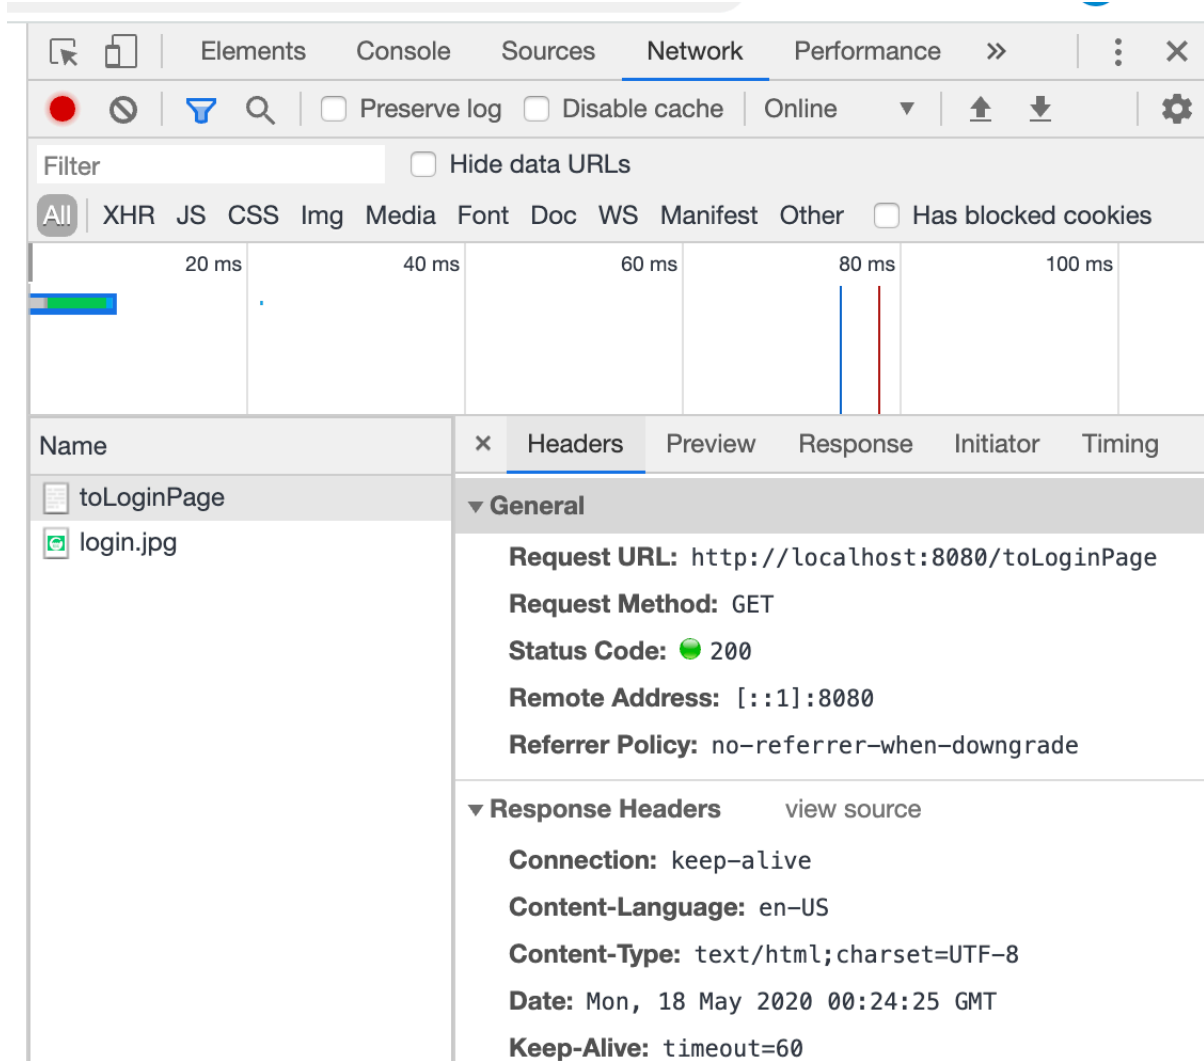 Elements Console Sources Network Performance »
Preserve log Disable cache Online
Filter Hide data URLs
All XHR JS CSS Img Media Font Doc WS Manifest Other Has blocked cookies
20 ms 40 ms 60 ms 80 ms 100 ms
Name × Headers Preview Response Initiator Timing
toLoginPage
login.jpg
General
Request URL: http://localhost:8080/toLoginPage
Request Method: GET
Status Code: 200
Remote Address: [::1]:8080
Referrer Policy: no-referrer-when-downgrade
Response Headers view source
Connection: keep-alive
Content-Language: en-US
Content-Type: text/html;charset=UTF-8
Date: Mon, 18 May 2020 00:24:25 GMT
Keep-Alive: timeout=60